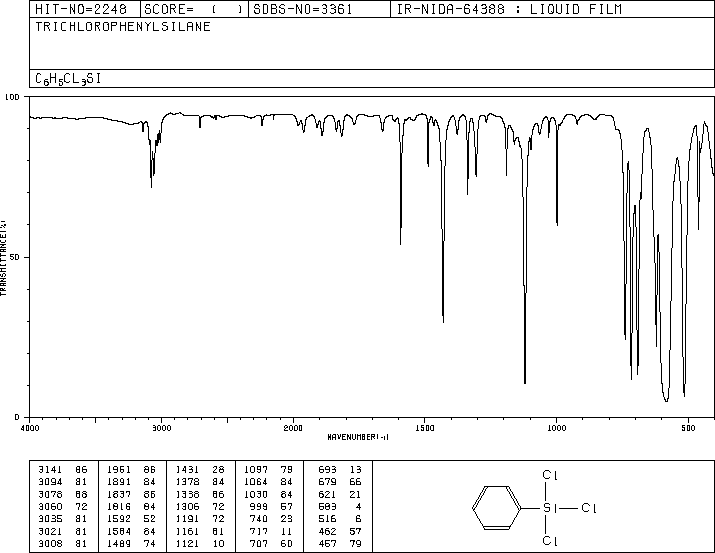 HIT-NO=2248 SCORE= ( ) SDBS-NO=3361 IR-NIDA-64388 : LIQUID FILM
TRICHLOROPHENYLSILANE
C6H5CL3SI
100
50
0
TRANSMITTANCE(%)
4000 3000 2000 1500 1000 500
WAVENUMBER(-1)
3141 86 1961 86 1431 28 1097 79 693 13
3094 81 1891 84 1378 84 1064 84 679 66
3078 68 1837 86 1338 86 1030 84 621 21
3060 72 1816 84 1306 72 999 57 589 4
3035 81 1592 52 1191 72 740 23 516 6
3021 81 1584 84 1161 81 717 11 462 57
3008 81 1489 74 1121 10 707 60 457 79
Cl
Si Cl
Cl